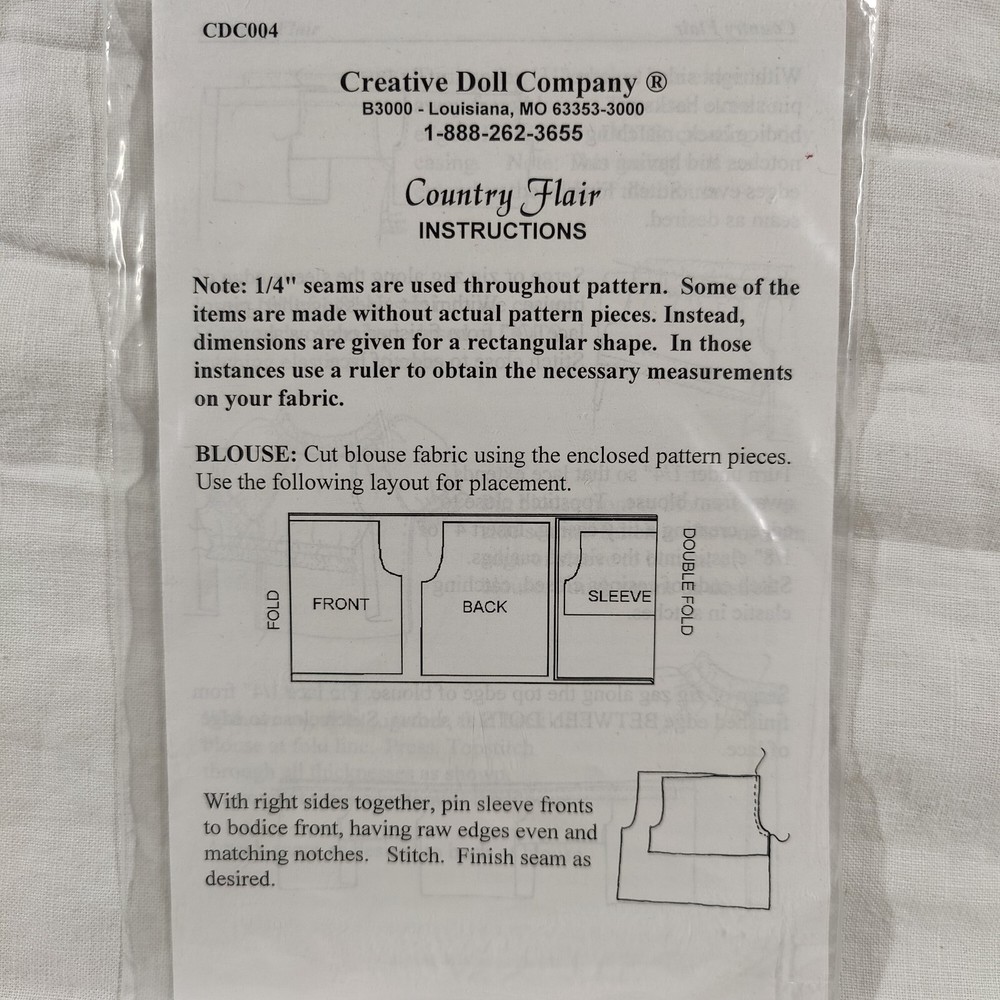 CDC004
Creative Doll Company ®
B3000 - Louisiana, MO 63353-3000
1-888-262-3655
Country Flair
INSTRUCTIONS
Note: 1/4" seams are used throughout pattern. Some of the
items are made without actual pattern pieces. Instead,
dimensions are given for a rectangular shape. In those
instances use a ruler to obtain the necessary measurements
on your fabric.
BLOUSE: Cut blouse fabric using the enclosed pattern pieces.
Use the following layout for placement.
FOLD
FRONT
BACK
SLEEVE
DOUBLE FOLD
With right sides together, pin sleeve fronts
to bodice front, having raw edges even and
matching notches. Stitch. Finish seam as
desired.